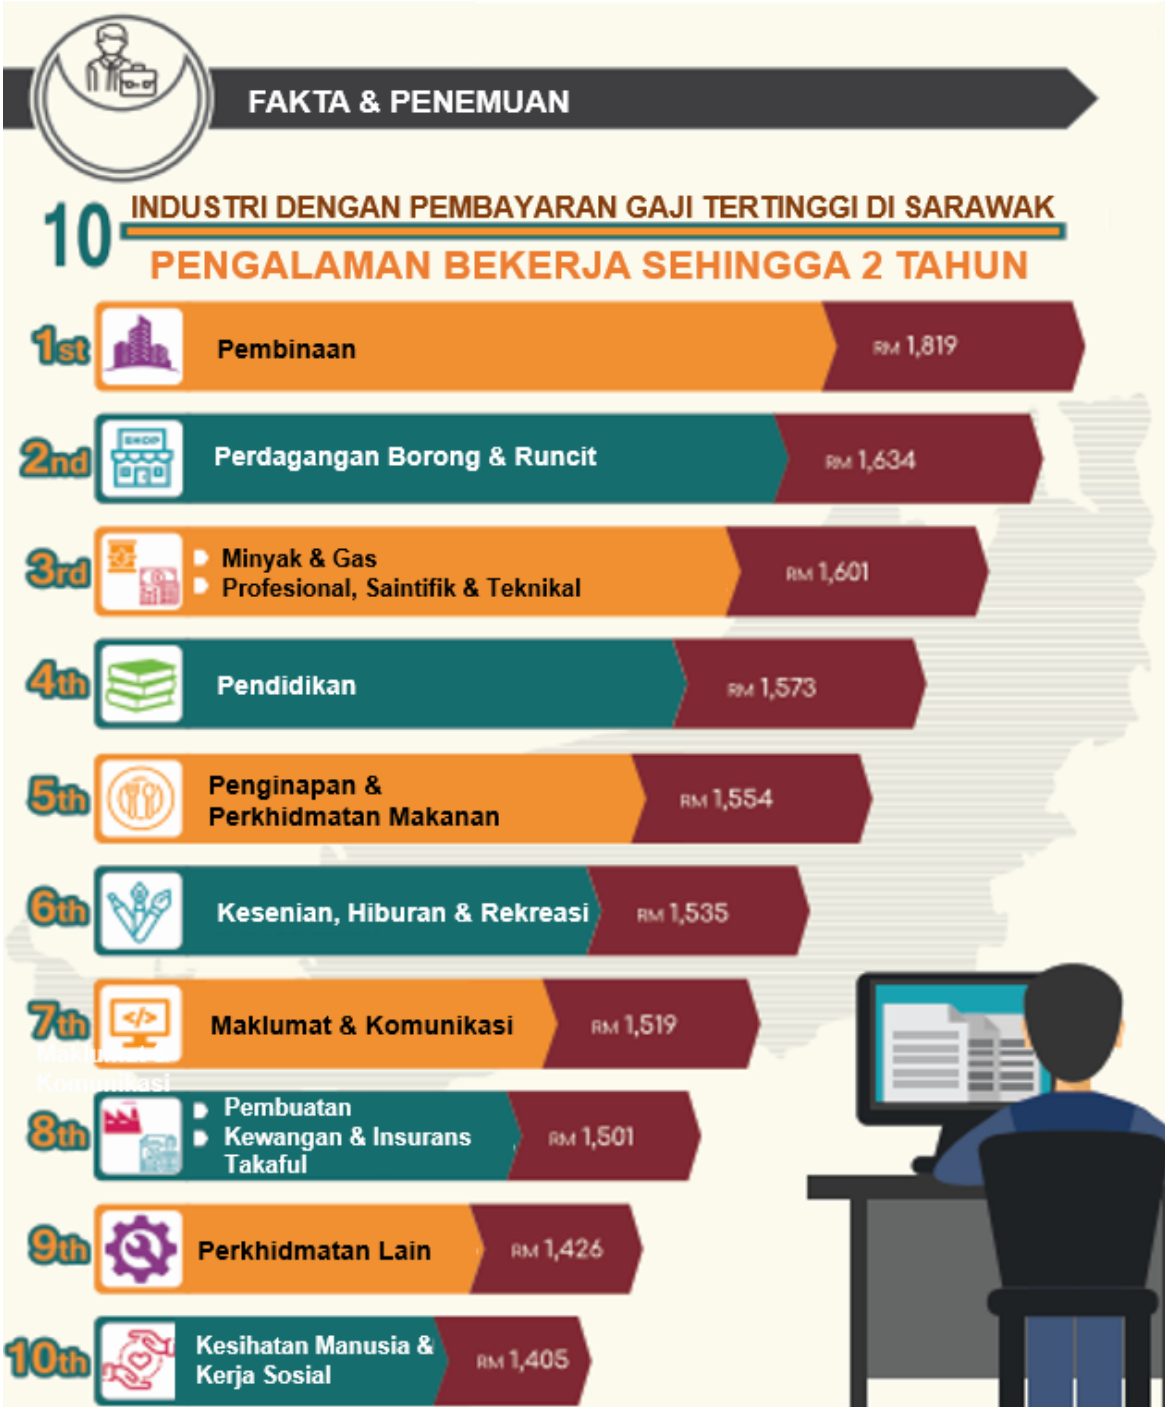 FAKTA & PENEMUAN
10
INDUSTRI DENGAN PEMBAYARAN GAJI TERTINGGI DI SARAWAK
PENGALAMAN BEKERJA SEHINGGA 2 TAHUN
1st
Pembinaan
RM 1,819
2nd
SHOP
Perdagangan Borong & Runcit
RM 1,634
3rd
Minyak & Gas
Profesional, Saintifik & Teknikal
RM 1,601
4th
Pendidikan
RM 1,573
5th
Penginapan &
Perkhidmatan Makanan
RM 1,554
6th
Kesenian, Hiburan & Rekreasi
RM 1,535
7th
</>
Maklumat & Komunikasi
RM 1,519
Maklumat &
Komunikasi
8th
Pembuatan
Kewangan & Insurans
Takaful
RM 1,501
9th
Perkhidmatan Lain
RM 1,426
10th
Kesihatan Manusia &
Kerja Sosial
RM 1,405